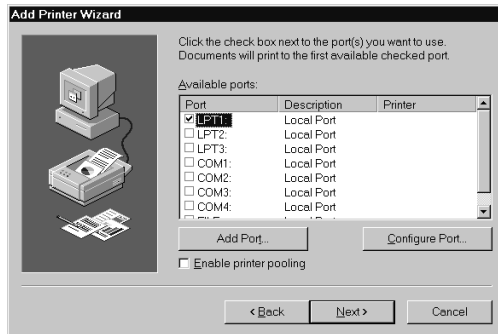 Add Printer Wizard
Click the check box next to the port(s) you want to use.
Documents will print to the first available checked port.
Available ports:
Port Description Printer
LPT1: Local Port
LPT2: Local Port
LPT3: Local Port
COM1: Local Port
COM2: Local Port
COM3: Local Port
COM4: Local Port
Add Port... Configure Port...
Enable printer pooling
< Back Next > Cancel